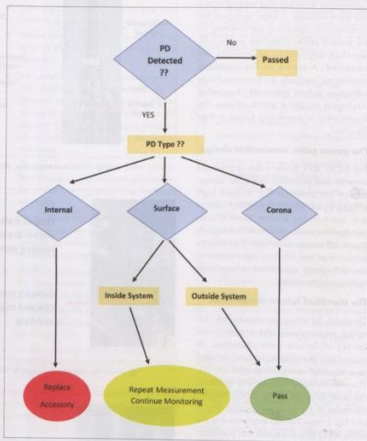 PD
Detected
??
No
Passed
YES
PD Type ??
Internal
Surface
Corona
Inside System
Outside System
Replace
Accessory
Repeat Measurement
Continue Monitoring
Pass